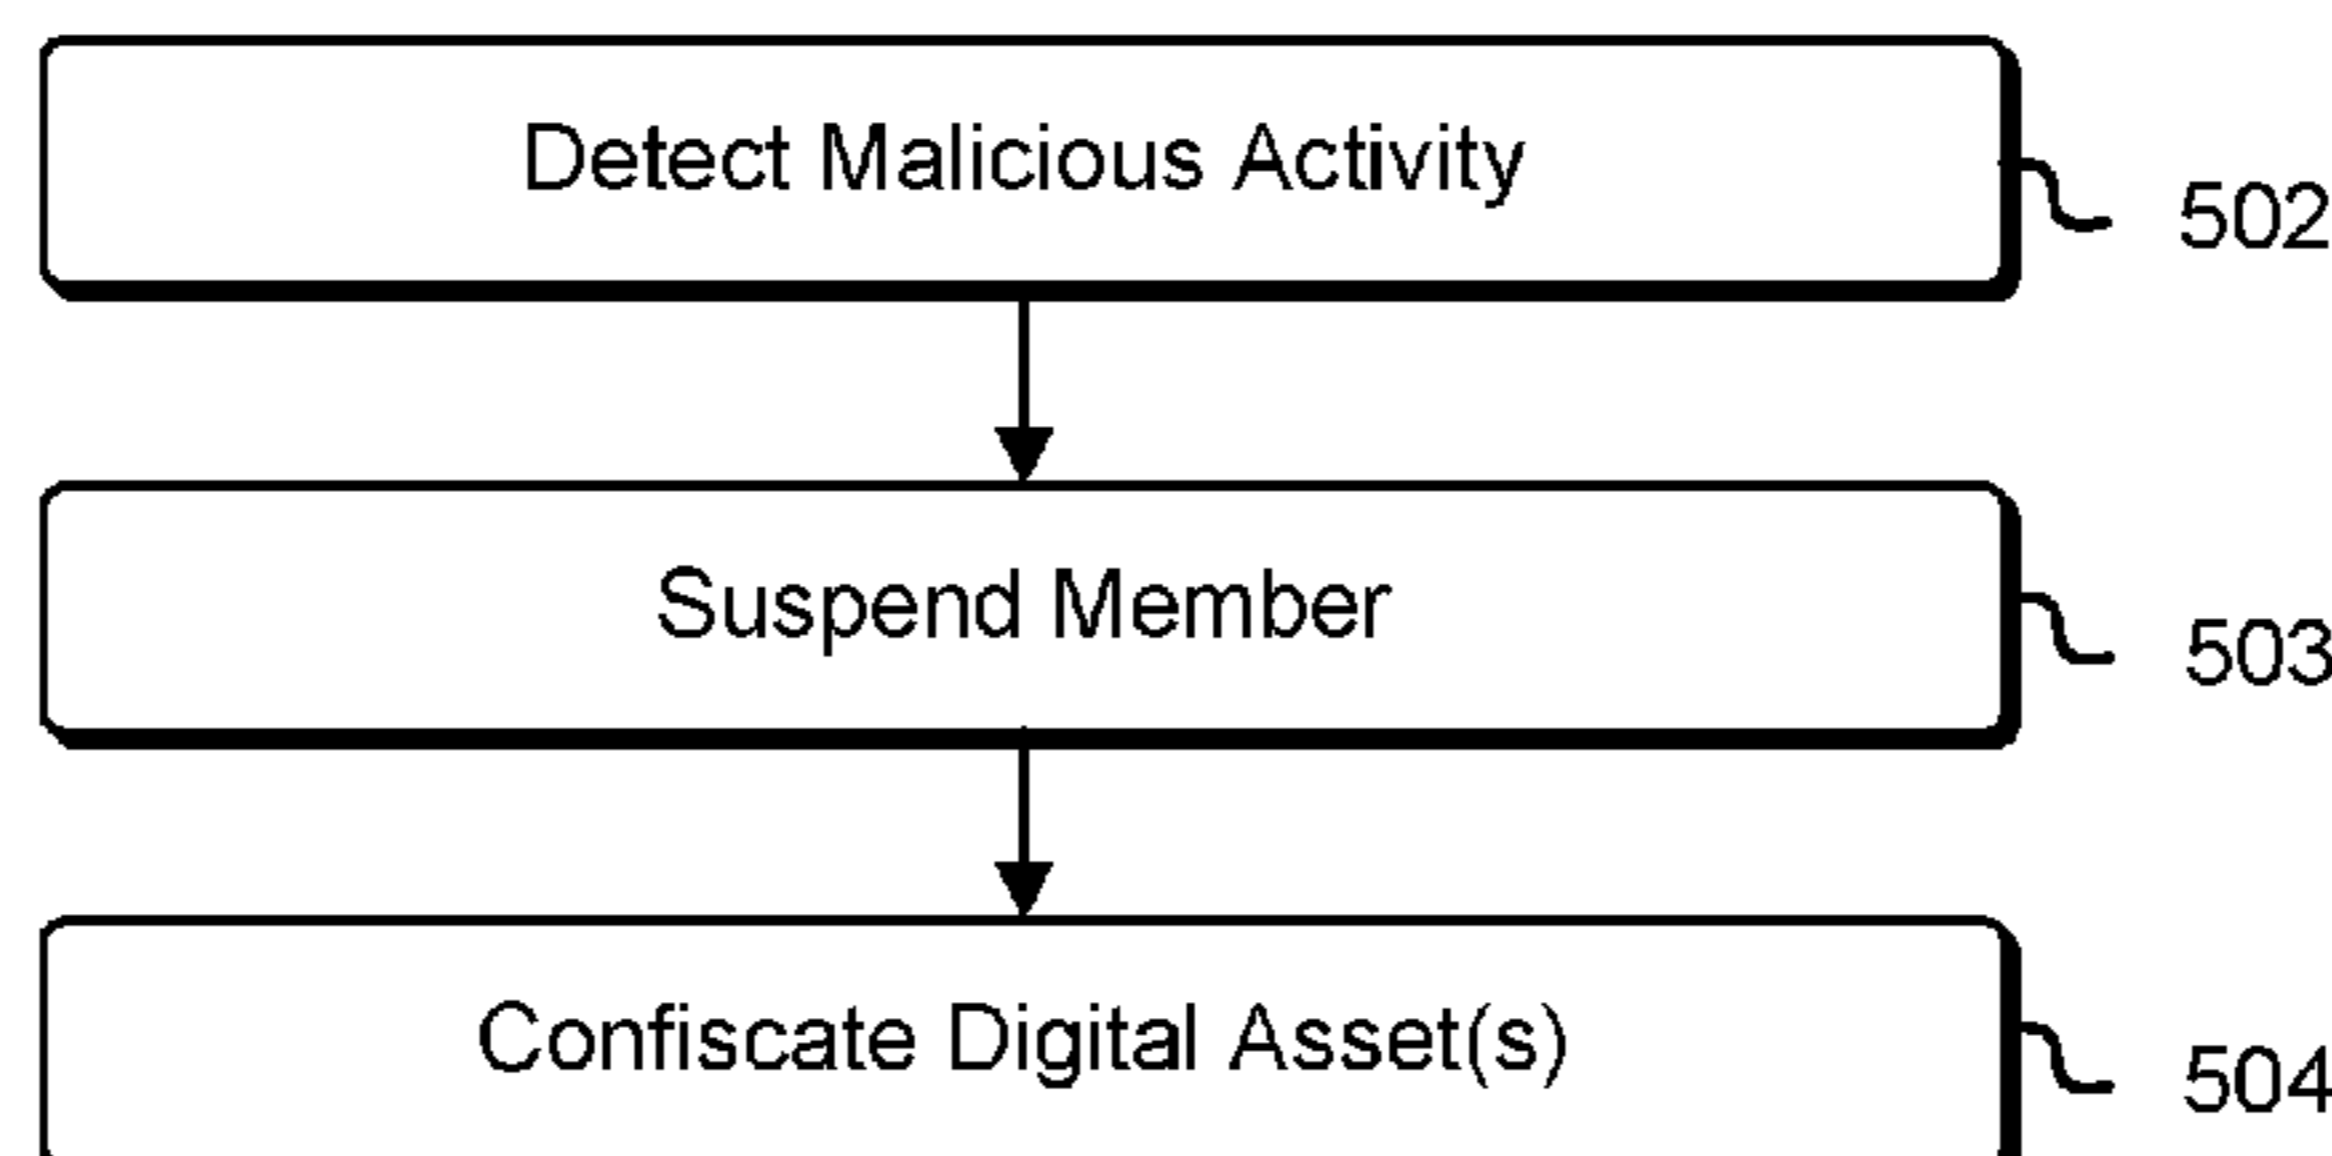 Detect Malicious Activity
502
Suspend Member
503
Confiscate Digital Asset(s)
504